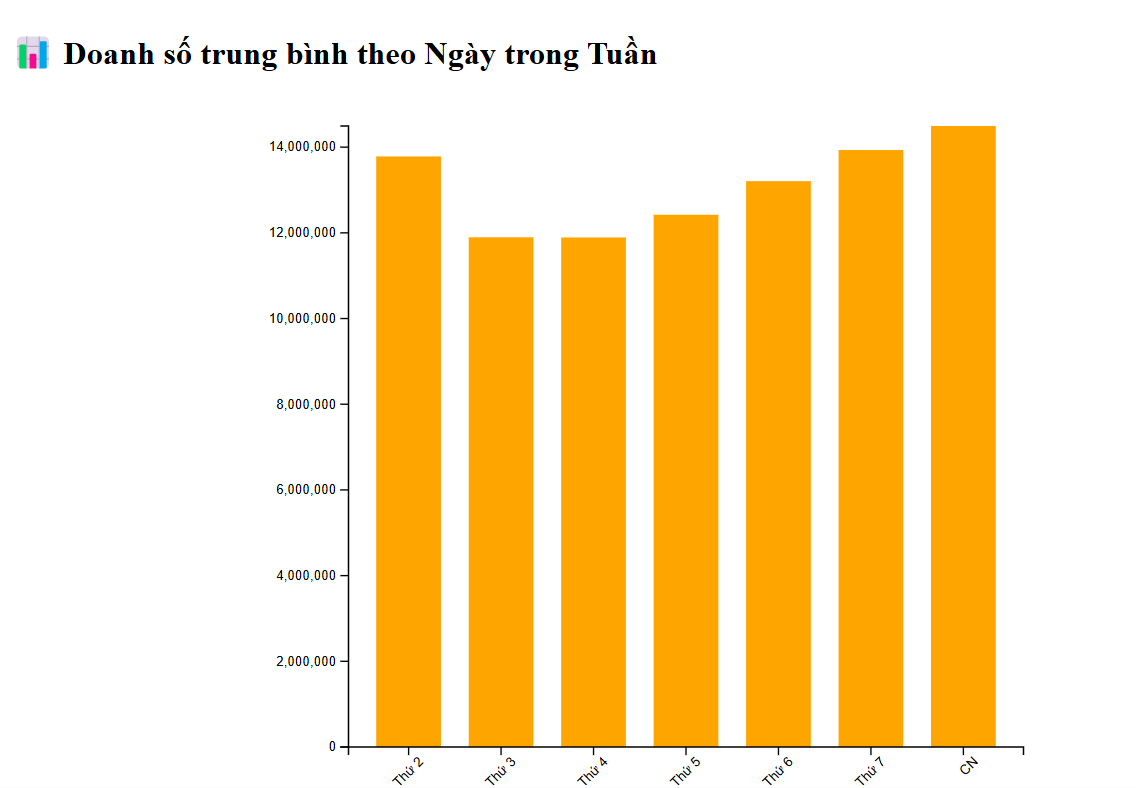 Doanh số trung bình theo Ngày trong Tuần
14,000,000
12,000,000
10,000,000
8,000,000
6,000,000
4,000,000
2,000,000
0
Thứ 2
Thứ 3
Thứ 4
Thứ 5
Thứ 6
Thứ 7
CN